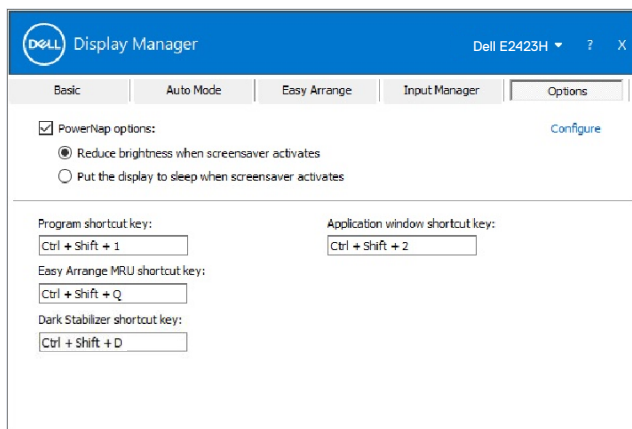 DELL Display Manager Dell E2423H ? X
Basic Auto Mode Easy Arrange Input Manager Options
PowerNap options: Configure
Reduce brightness when screensaver activates
Put the display to sleep when screensaver activates
Program shortcut key: Application window shortcut key:
Ctrl + Shift + 1 Ctrl + Shift + 2
Easy Arrange MRU shortcut key:
Ctrl + Shift + Q
Dark Stabilizer shortcut key:
Ctrl + Shift + D